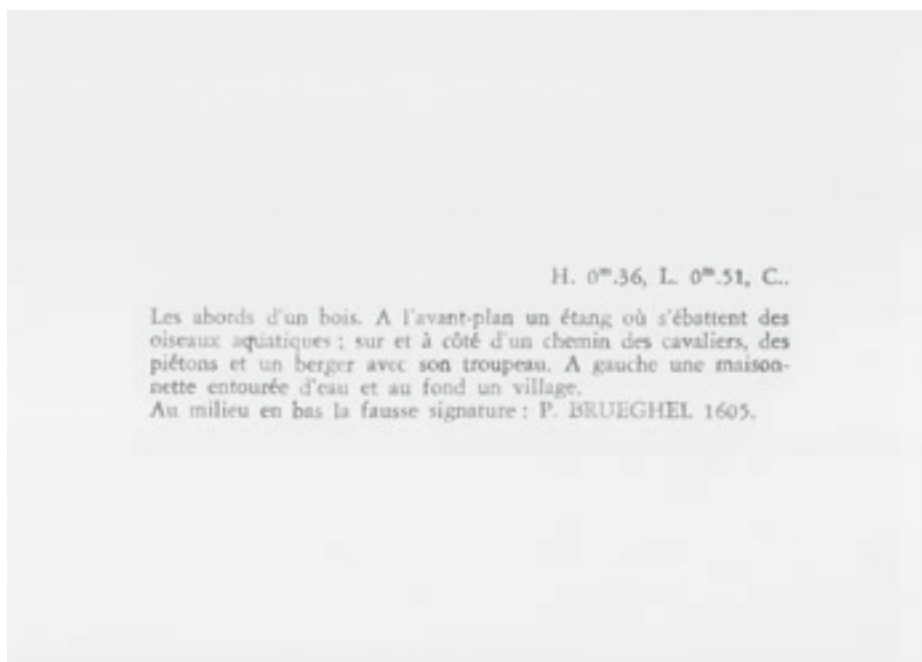 H. 0ᵐ.36, L. 0ᵐ.51, C..
Les abords d'un bois. A l'avant-plan un étang où s'ébattent des
oiseaux aquatiques ; sur et à côté d'un chemin des cavaliers, des
piétons et un berger avec son troupeau. A gauche une maison-
nette entourée d'eau et au fond un village.
Au milieu en bas la fausse signature : P. BRUEGHEL 1605.